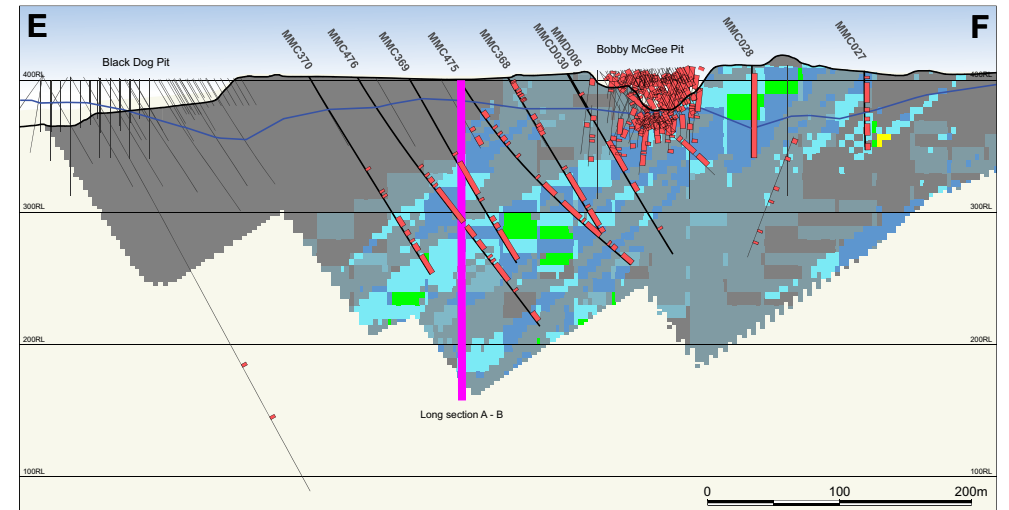 E
F
Black Dog Pit
MMC370
MMC476
MMC369
MMC475
MMC368
MMCD030
MMD006
Bobby McGee Pit
MMC028
MMC027
400RL
400RL
300RL
300RL
200RL
200RL
Long section A - B
100RL
100RL
0
100
200m